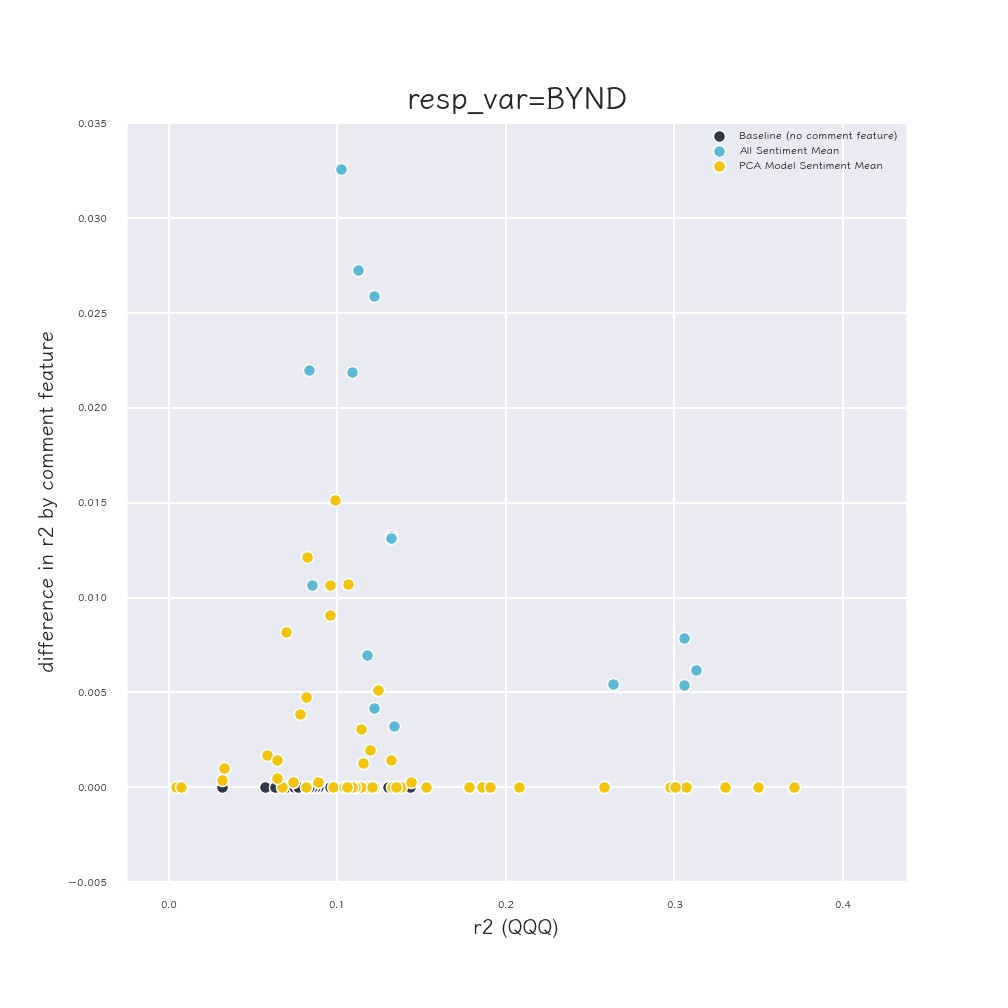 resp_var=BYND
0.035
Baseline (no comment feature)
All Sentiment Mean
PCA Model Sentiment Mean
0.030
0.025
0.020
0.015
0.010
0.005
0.000
−0.005
difference in r2 by comment feature
0.0 0.1 0.2 0.3 0.4
r2 (QQQ)